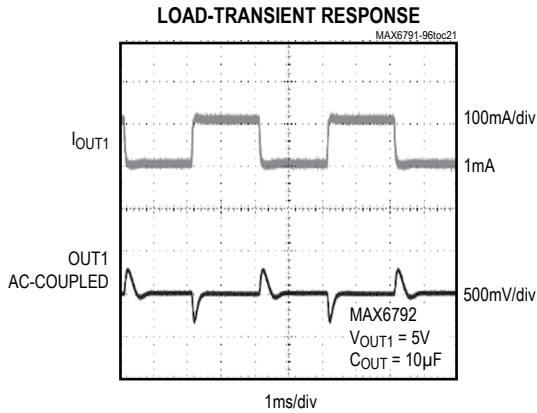 LOAD-TRANSIENT RESPONSE
MAX6791-96toc21
100mA/div
IOUT1
1mA
OUT1
AC-COUPLED
500mV/div
MAX6792
VOUT1 = 5V
COUT = 10µF
1ms/div